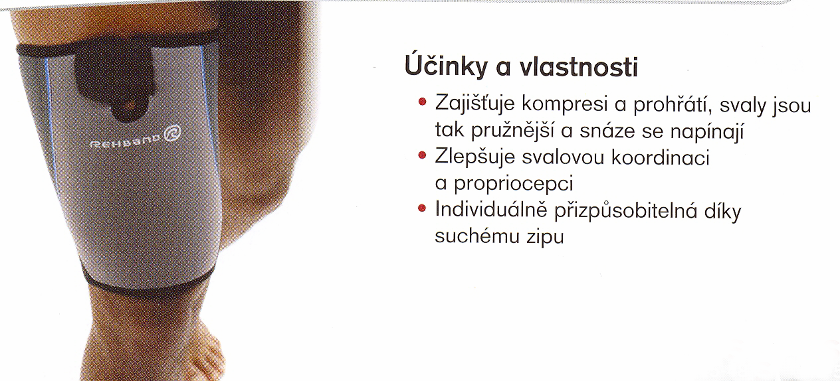 REHBAND
Účinky a vlastnosti
• Zajišťuje kompresi a prohřátí, svaly jsou
tak pružnější a snáze se napínají
• Zlepšuje svalovou koordinaci
a propriocepci
• Individuálně přizpůsobitelná díky
suchému zipu